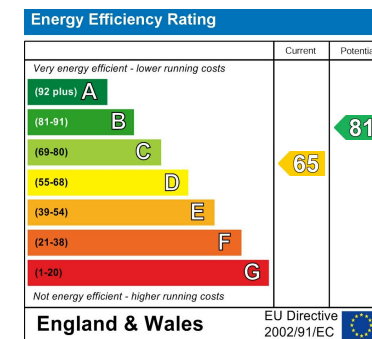 Energy Efficiency Rating
Current Potentia
Very energy efficient - lower running costs
(92 plus) A
(81-91) B
81
(69-80) C
65
(55-68) D
(39-54) E
(21-38) F
(1-20) G
Not energy efficient - higher running costs
England & Wales
EU Directive
2002/91/EC